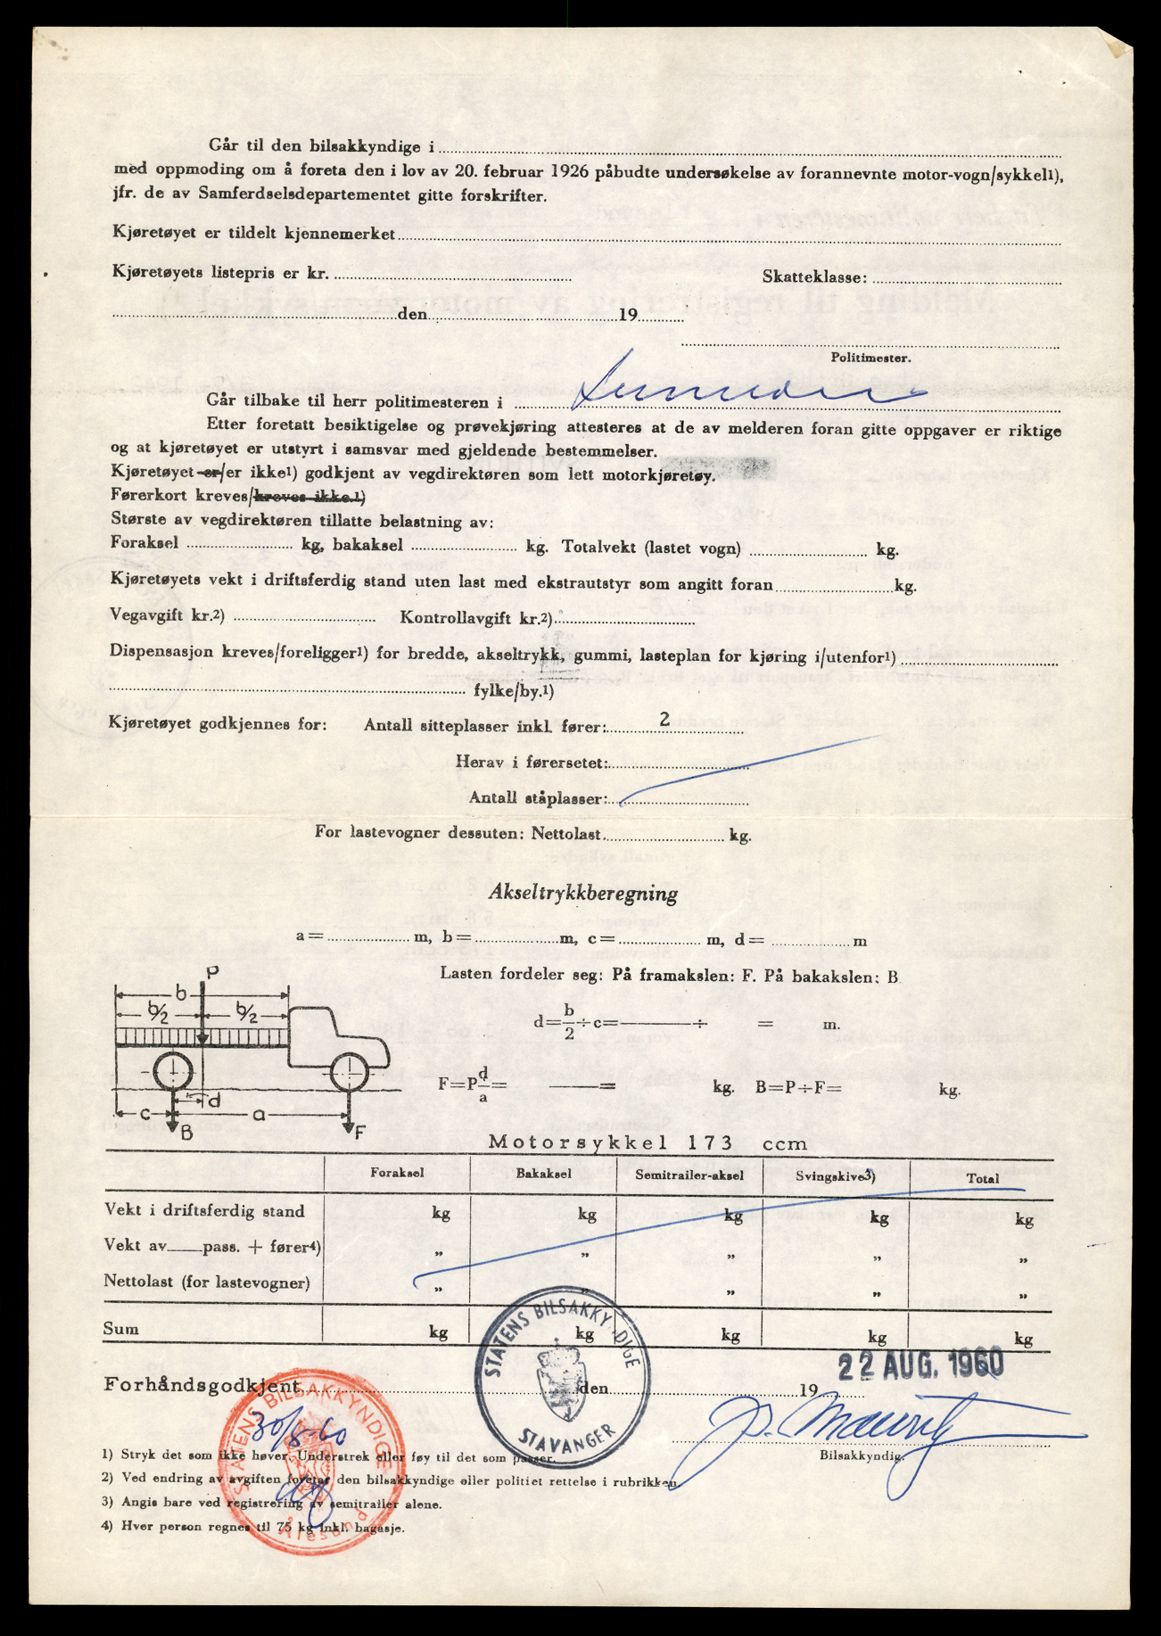 Går til den bilsakkyndige i
med oppmoding om å foreta den i lov av 20. februar 1926 påbudte undersøkelse av forannevnte motor-vogn/sykkel1),
jfr. de av Samferdselsdepartementet gitte forskrifter.
Kjøretøyet er tildelt kjennemerket
Kjøretøyets listepris er kr. Skatteklasse:
den 19
Politimester.
Går tilbake til herr politimesteren i
Etter foretatt besiktigelse og prøvekjøring attesteres at de av melderen foran gitte oppgaver er riktige
og at kjøretøyet er utstyrt i samsvar med gjeldende bestemmelser.
Kjøretøyet er/er ikke1) godkjent av vegdirektøren som lett motorkjøretøy.
Førerkort kreves/kreves ikke.1)
Største av vegdirektøren tillatte belastning av:
Foraksel kg, bakaksel kg. Totalvekt (lastet vogn) kg.
Kjøretøyets vekt i driftsferdig stand uten last med ekstrautstyr som angitt foran kg.
Vegavgift kr.2) Kontrollavgift kr.2)
Dispensasjon kreves/foreligger1) for bredde, akseltrykk, gummi, lasteplan for kjøring i/utenfor1)
fylke/by.1)
Kjøretøyet godkjennes for: Antall sitteplasser inkl. fører: 2
Herav i førersetet:
Antall ståplasser:
For lastevogner dessuten: Nettolast kg.
Akseltrykkberegning
a= m, b= m, c= m, d= m
Lasten fordeler seg: På framakslen: F. På bakakslen: B
P
b
b/2 b/2
d=b/2÷c= ÷ = m.
F=P d/a= = kg. B=P÷F= kg.
d
c a
B F
Motorsykkel 173 ccm
Foraksel Bakaksel Semitrailer-aksel Svingskive3) Total
Vekt i driftsferdig stand kg kg kg kg kg
Vekt av pass. + fører4) „ „ „ „ „
Nettolast (for lastevogner) „ „ „ „ „
Sum kg kg kg kg kg
STATENS BILSAKKYNDIGE
STAVANGER
22 AUG. 1960
Forhåndsgodkjent den 19
STATENS BILSAKKYNDIGE
Ålesund
30/8-60
Bilsakkyndig.
1) Stryk det som ikke høver. Understrek eller føy til det som passer.
2) Ved endring av avgiften foretar den bilsakkyndige eller politiet rettelse i rubrikken.
3) Angis bare ved registrering av semitrailer alene.
4) Hver person regnes til 75 kg inkl. bagasje.